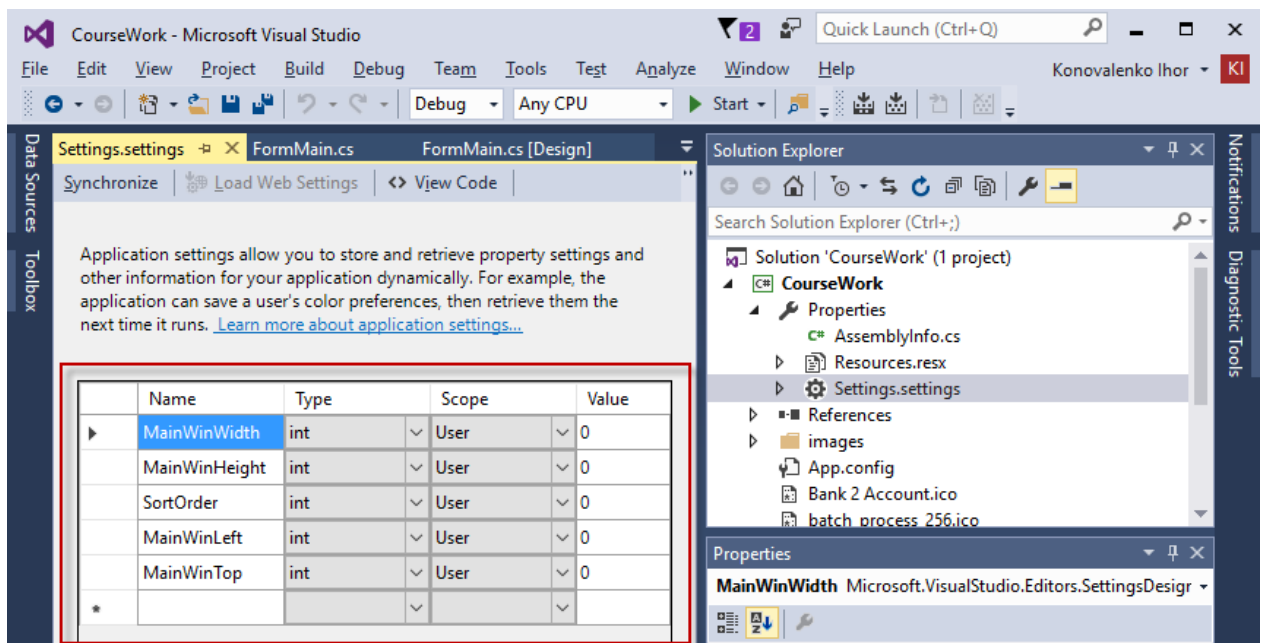 CourseWork - Microsoft Visual Studio
2
Quick Launch (Ctrl+Q)
File Edit View Project Build Debug Team Tools Test Analyze Window Help
Konovalenko Ihor
KI
Debug
Any CPU
Start
Data Sources
Toolbox
Settings.settings
FormMain.cs
FormMain.cs [Design]
Synchronize
Load Web Settings
View Code
Application settings allow you to store and retrieve property settings and
other information for your application dynamically. For example, the
application can save a user's color preferences, then retrieve them the
next time it runs. Learn more about application settings...
Name Type Scope Value
MainWinWidth int User 0
MainWinHeight int User 0
SortOrder int User 0
MainWinLeft int User 0
MainWinTop int User 0
*
Solution Explorer
Search Solution Explorer (Ctrl+;)
Solution 'CourseWork' (1 project)
C# CourseWork
Properties
C# AssemblyInfo.cs
Resources.resx
Settings.settings
References
images
App.config
Bank 2 Account.ico
batch_process_256.ico
Properties
MainWinWidth Microsoft.VisualStudio.Editors.SettingsDesigr
Notifications
Diagnostic Tools